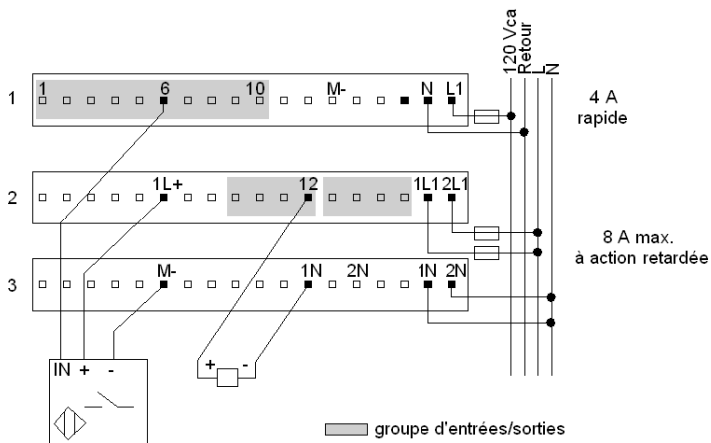 120 Vca
Retour
L
N
1 6 10 M- N L1
1
4 A
rapide
1L+ 12 1L1 2L1
2
8 A max.
à action retardée
M- 1N 2N 1N 2N
3
IN + -
+ -
groupe d'entrées/sorties